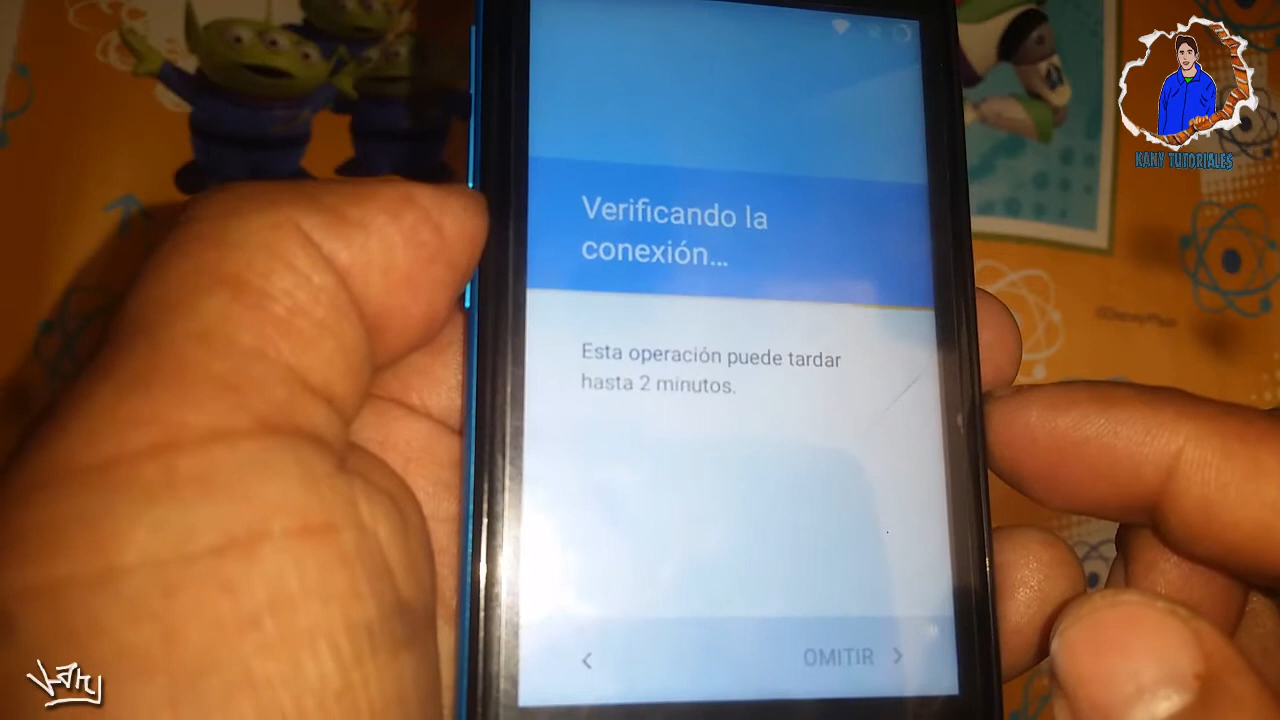 KANY TUTORIALES
Verificando la
conexión...
Esta operación puede tardar
hasta 2 minutos.
OMITIR
Kany